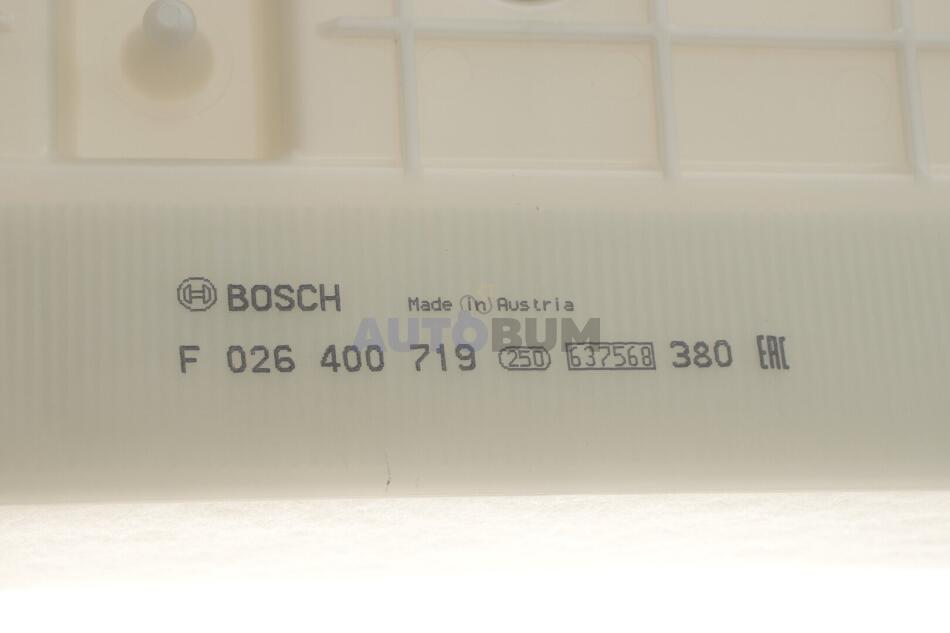 BOSCH Made in Austria
AUTOBUM
F 026 400 719 250 637568 380 EAC